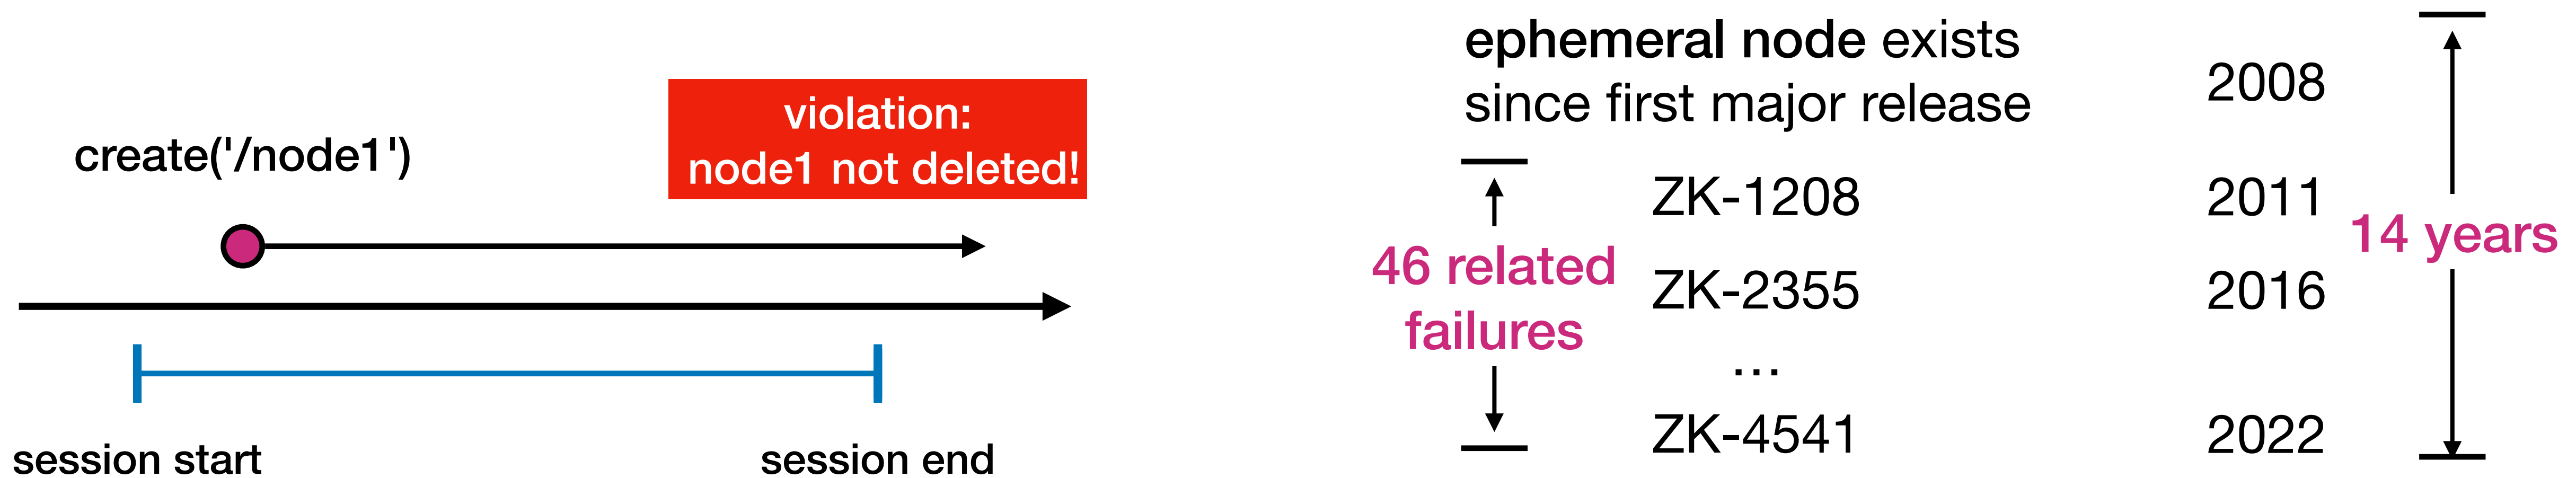 create('/node1')
violation:
node1 not deleted!
session start
session end
ephemeral node exists
since first major release
2008
ZK-1208
2011
46 related
failures
ZK-2355
2016
...
ZK-4541
2022
14 years